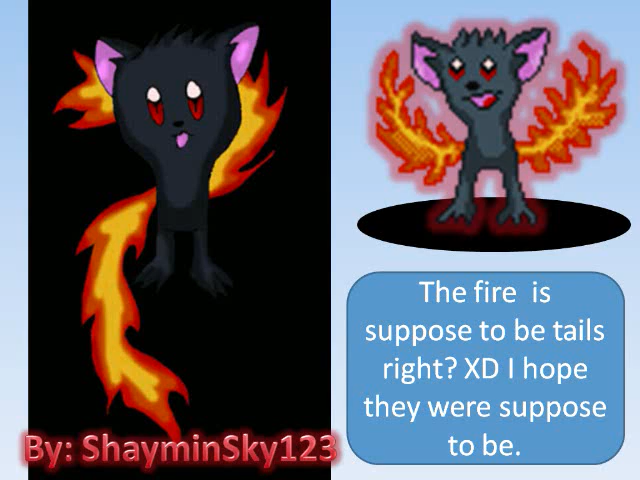 The fire  is
suppose to be tails
right? XD I hope
they were suppose
to be.
By: ShayminSky123